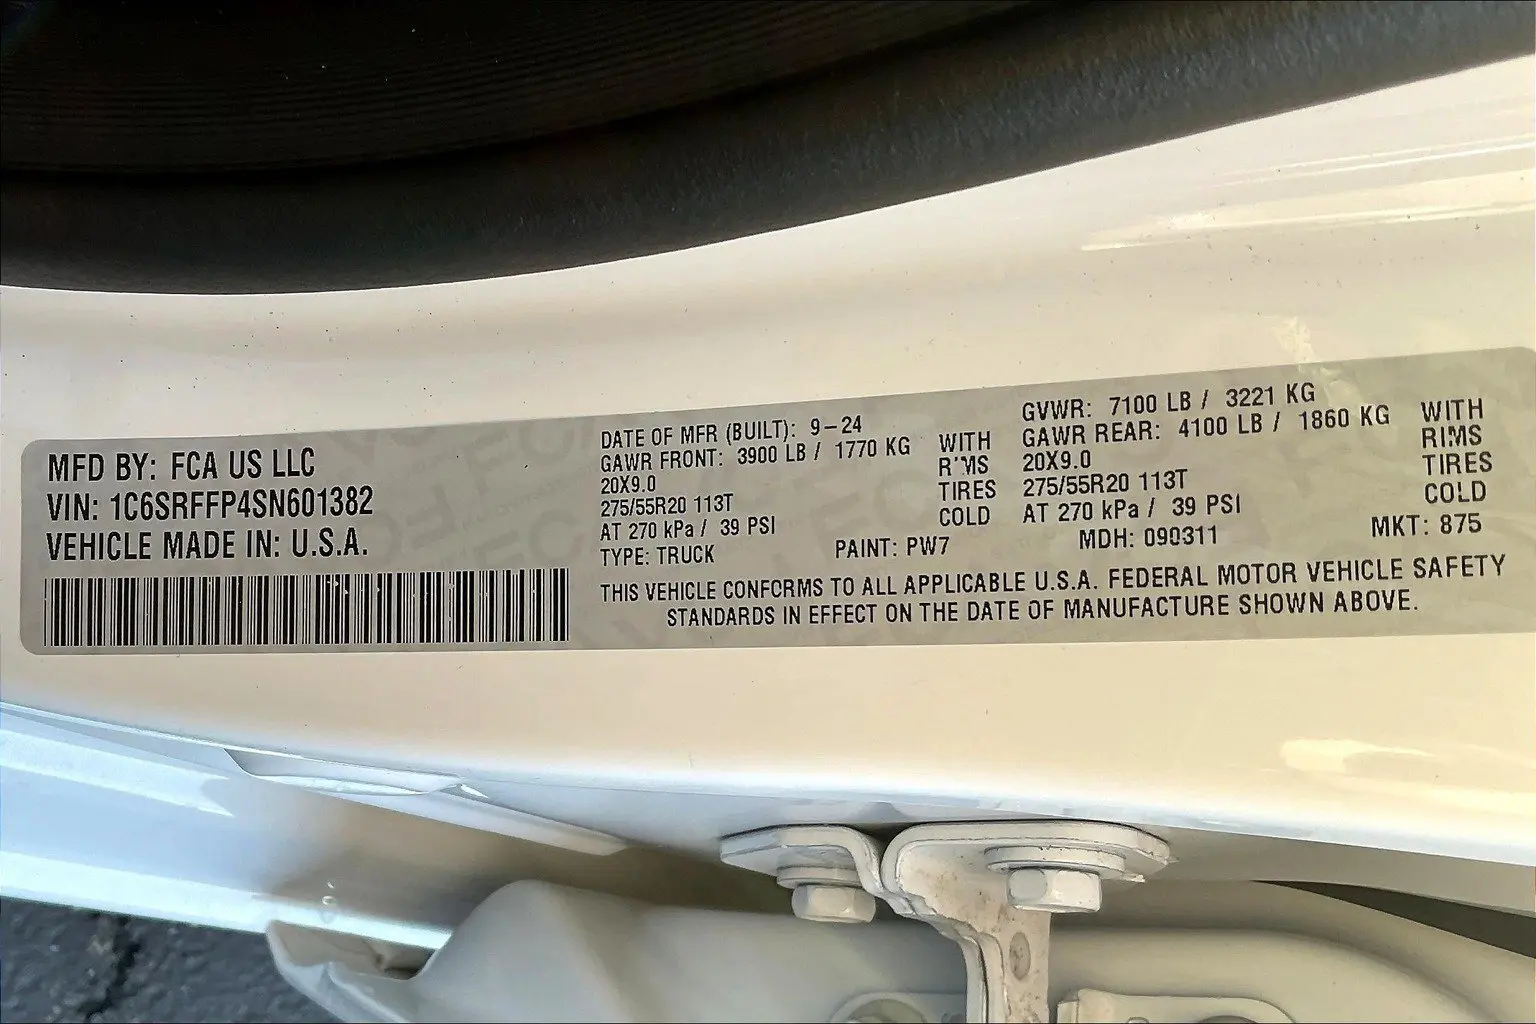 MFD BY: FCA US LLC
VIN: 1C6SRFFP4SN601382
VEHICLE MADE IN: U.S.A.
DATE OF MFR (BUILT): 9-24
GAWR FRONT: 3900 LB / 1770 KG WITH
20X9.0 RIMS
275/55R20 113T TIRES
AT 270 kPa / 39 PSI COLD
TYPE: TRUCK
GVWR: 7100 LB / 3221 KG
GAWR REAR: 4100 LB / 1860 KG WITH
20X9.0 RIMS
275/55R20 113T TIRES
AT 270 kPa / 39 PSI COLD
PAINT: PW7 MDH: 090311 MKT: 875
THIS VEHICLE CONFORMS TO ALL APPLICABLE U.S.A. FEDERAL MOTOR VEHICLE SAFETY
STANDARDS IN EFFECT ON THE DATE OF MANUFACTURE SHOWN ABOVE.